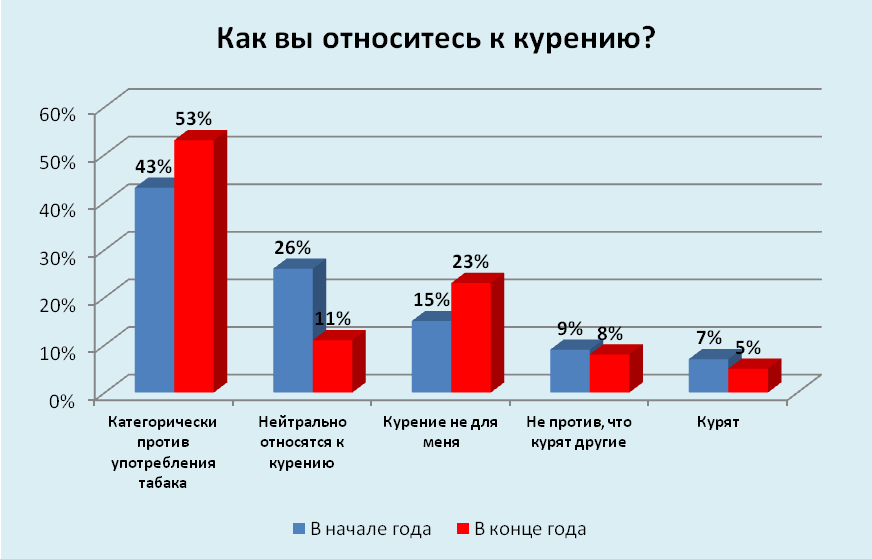 Как вы относитесь к курению?
60%
50%
40%
30%
20%
10%
0%
43%
53%
26%
11%
15%
23%
9%
8%
7%
5%
Категорически
против
употребления
табака
Нейтрально
относятся к
курению
Курение не для
меня
Не против, что
курят другие
Курят
В начале года
В конце года